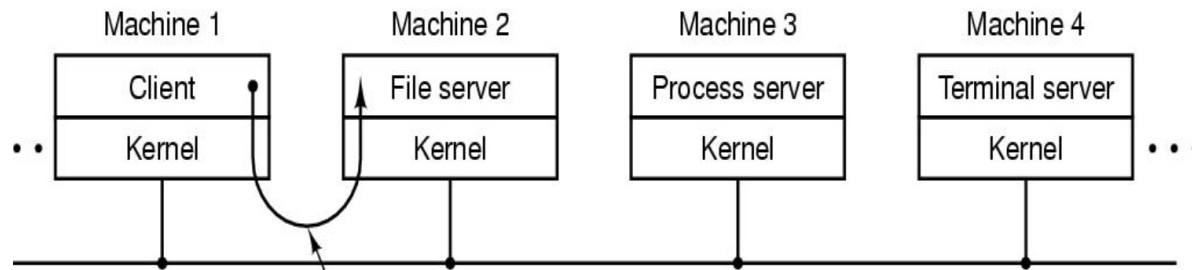 Machine 1 Machine 2 Machine 3 Machine 4
Client File server Process server Terminal server
Kernel Kernel Kernel Kernel